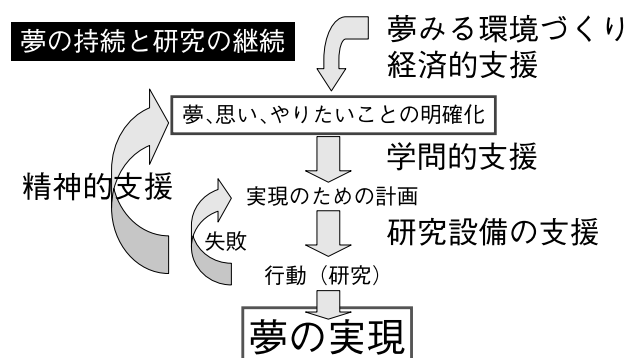 夢の持続と研究の継続
夢みる環境づくり
経済的支援
夢、思い、やりたいことの明確化
学問的支援
精神的支援
実現のための計画
失敗
研究設備の支援
行動（研究）
夢の実現